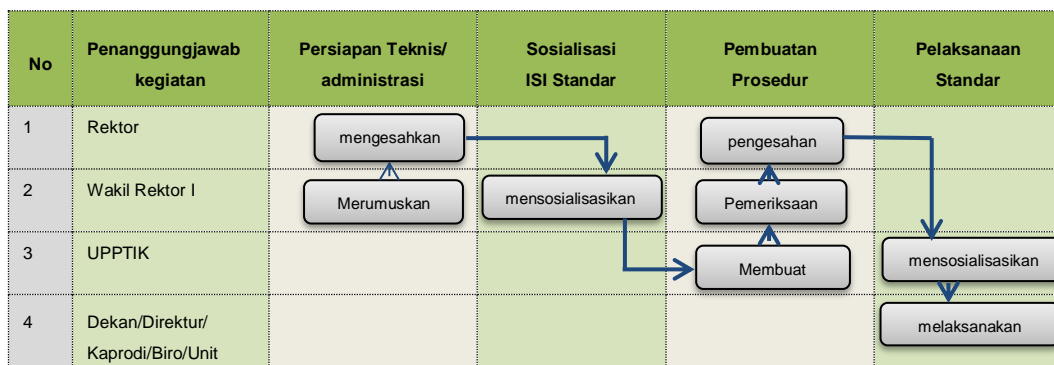 No
Penanggungjawab
kegiatan
Persiapan Teknis/
administrasi
Sosialisasi
ISI Standar
Pembuatan
Prosedur
Pelaksanaan
Standar
1
Rektor
mengesahkan
pengesahan
2
Wakil Rektor I
Merumuskan
mensosialisasikan
Pemeriksaan
3
UPPTIK
Membuat
mensosialisasikan
4
Dekan/Direktur/
Kaprodi/Biro/Unit
melaksanakan